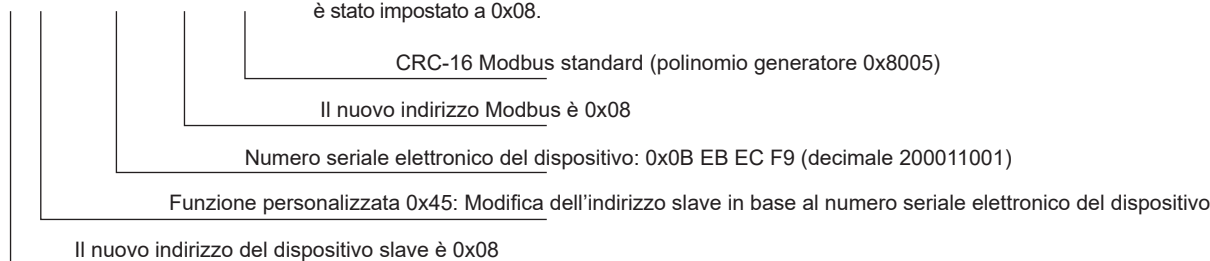 è stato impostato a 0x08.
CRC-16 Modbus standard (polinomio generatore 0x8005)
Il nuovo indirizzo Modbus è 0x08
Numero seriale elettronico del dispositivo: 0x0B EB EC F9 (decimale 200011001)
Funzione personalizzata 0x45: Modifica dell'indirizzo slave in base al numero seriale elettronico del dispositivo
Il nuovo indirizzo del dispositivo slave è 0x08